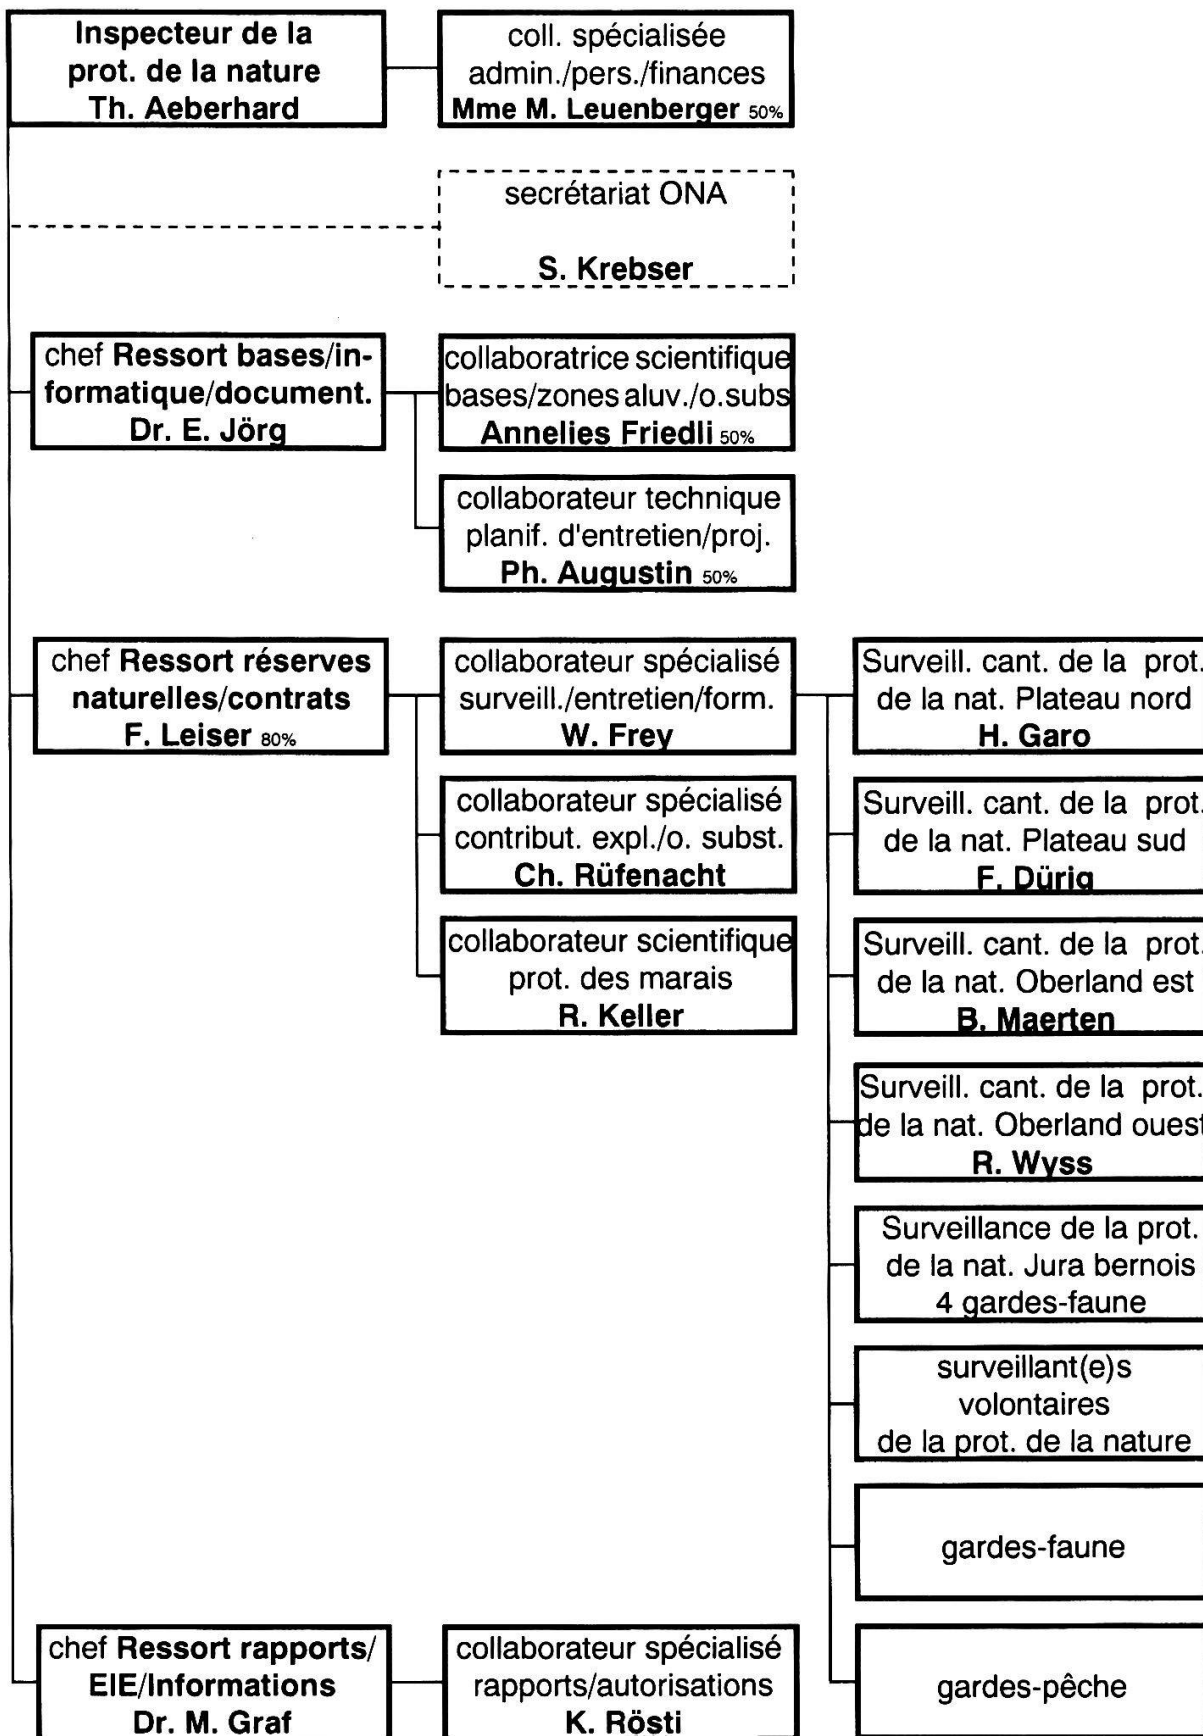 Inspecteur de la
prot. de la nature
Th. Aeberhard
coll. spécialisée
admin./pers./finances
Mme M. Leuenberger 50%
secrétariat ONA
S. Krebser
chef Ressort bases/in-
formatique/document.
Dr. E. Jörg
collaboratrice scientifique
bases/zones aluv./o.subs
Annelies Friedli 50%
collaborateur technique
planif. d'entretien/proj.
Ph. Augustin 50%
chef Ressort réserves
naturelles/contrats
F. Leiser 80%
collaborateur spécialisé
surveill./entretien/form.
W. Frey
Surveill. cant. de la prot.
de la nat. Plateau nord
H. Garo
collaborateur spécialisé
contribut. expl./o. subst.
Ch. Rüfenacht
Surveill. cant. de la prot.
de la nat. Plateau sud
F. Dürig
collaborateur scientifique
prot. des marais
R. Keller
Surveill. cant. de la prot.
de la nat. Oberland est
B. Maerten
Surveill. cant. de la prot.
de la nat. Oberland ouest
R. Wyss
Surveillance de la prot.
de la nat. Jura bernois
4 gardes-faune
surveillant(e)s
volontaires
de la prot. de la nature
gardes-faune
chef Ressort rapports/
EIE/Informations
Dr. M. Graf
collaborateur spécialisé
rapports/autorisations
K. Rösti
gardes-pêche